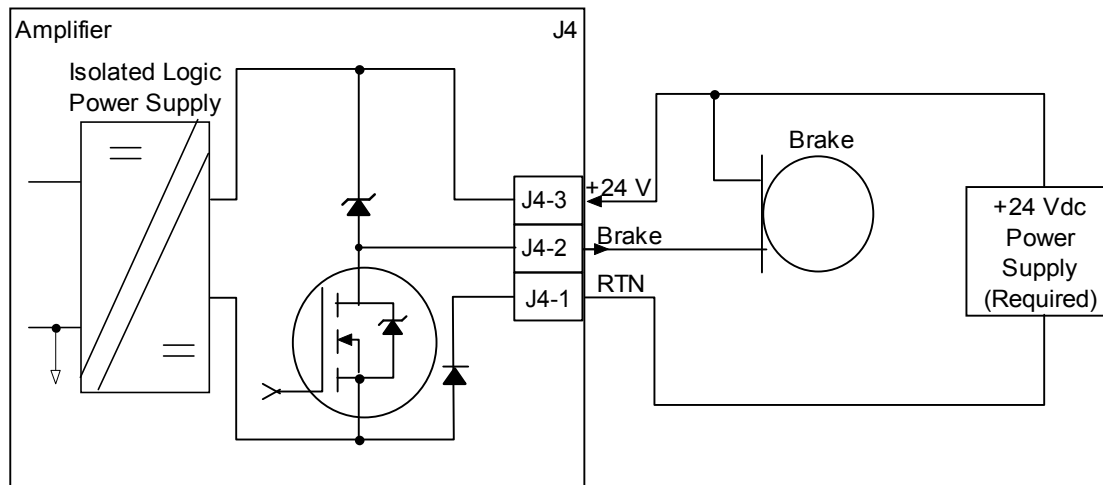 Amplifier
J4
Isolated Logic
Power Supply
Brake
J4-3
+24 V
J4-2
Brake
J4-1
RTN
+24 Vdc
Power
Supply
(Required)